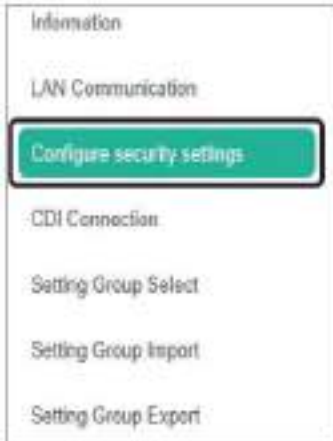 Information
LAN Communication
Configure security settings
CDI Connection
Setting Group Select
Setting Group Import
Setting Group Export